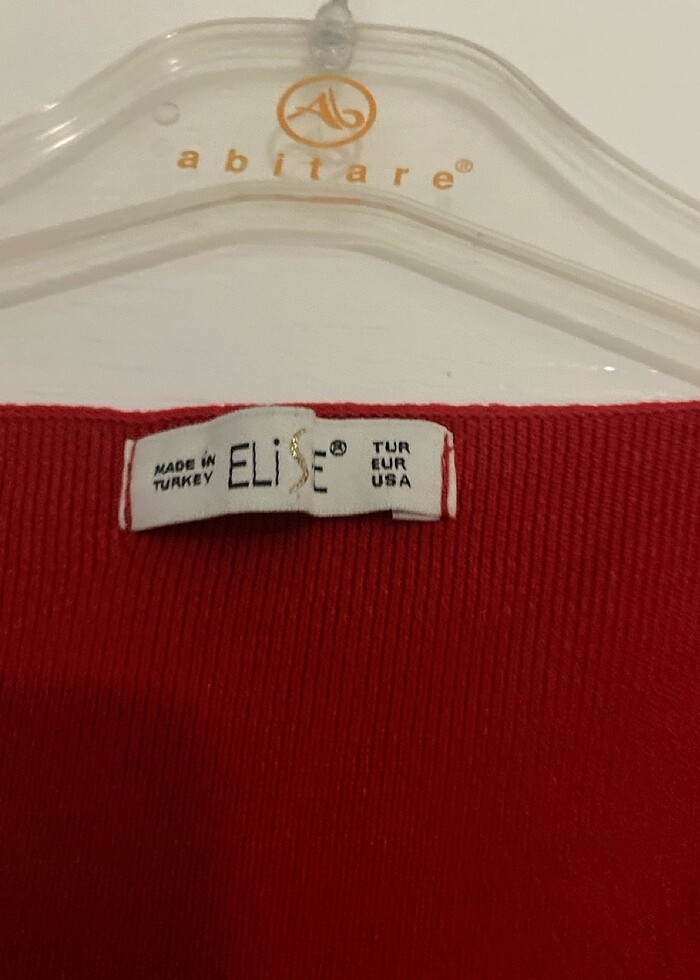 Ab
abitare®
MADE IN
TURKEY
ELiSE®
TUR
EUR
USA